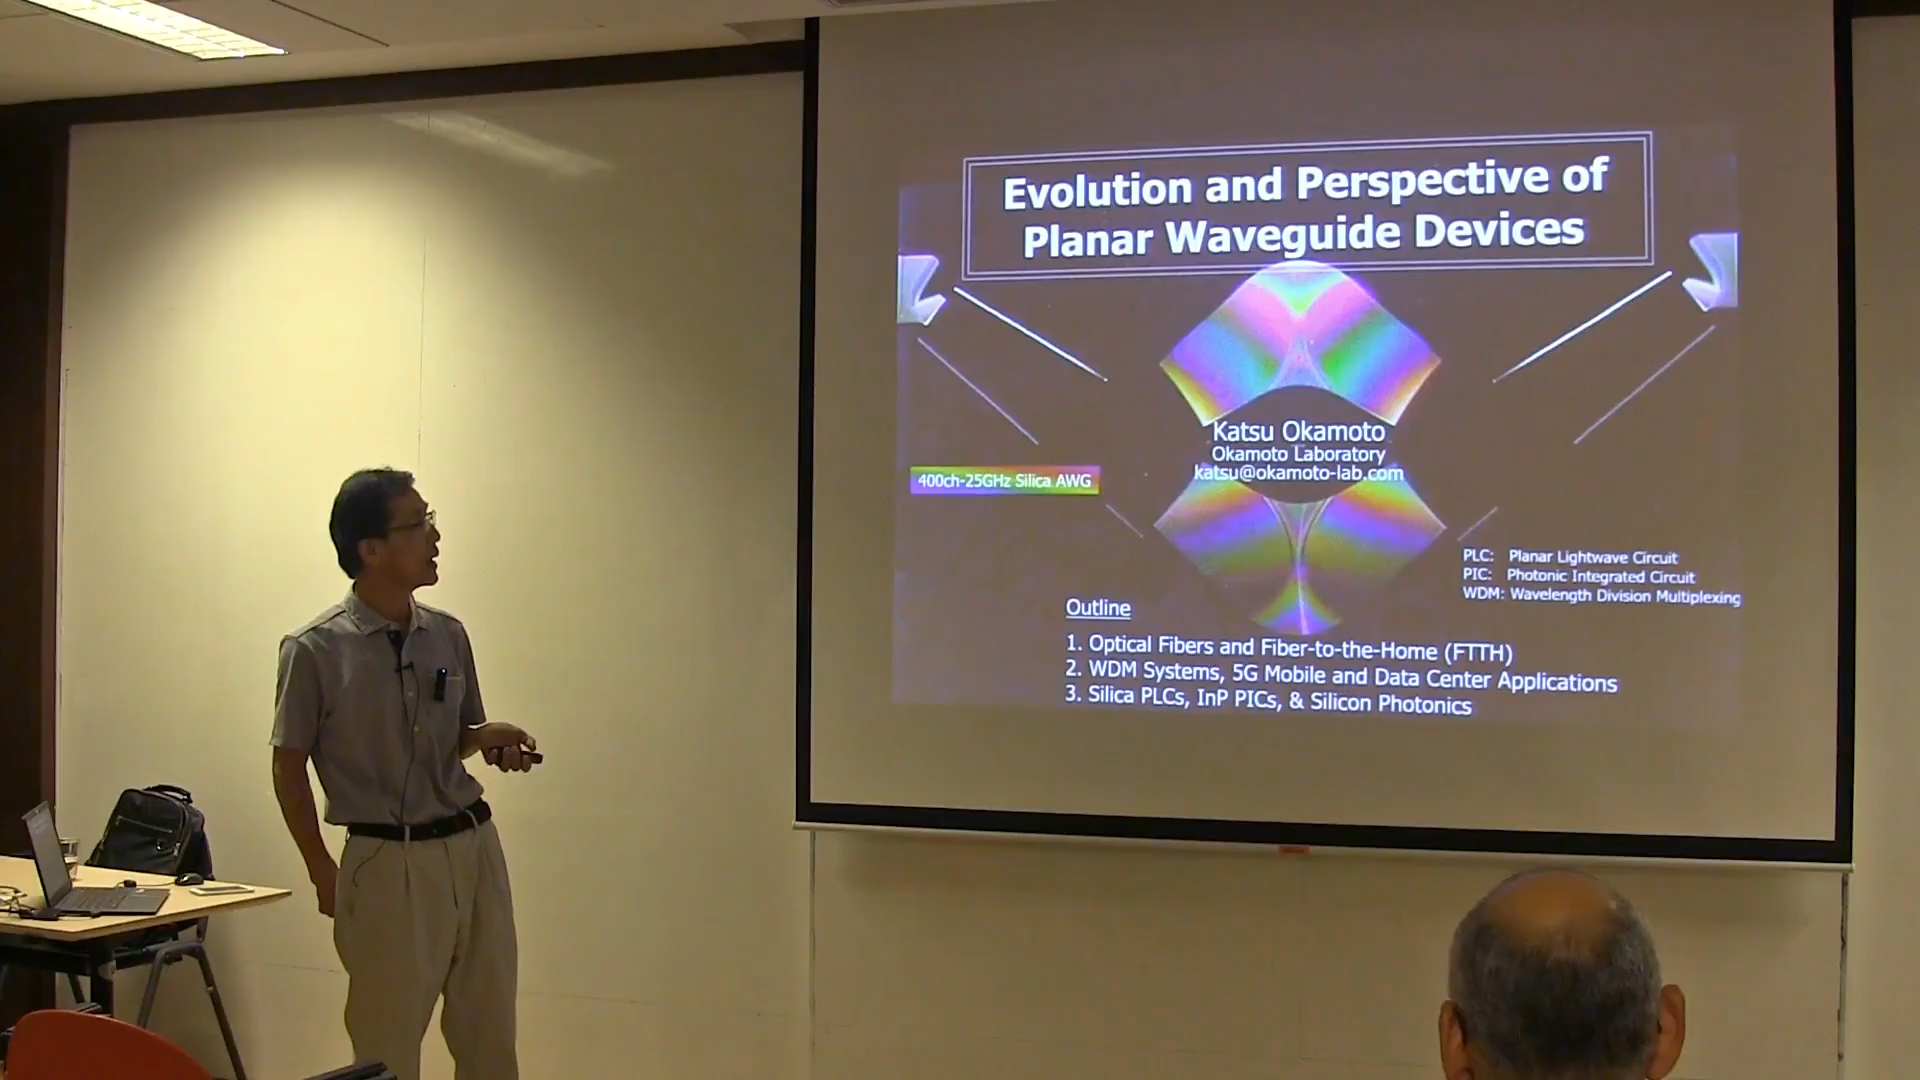 Evolution and Perspective of
Planar Waveguide Devices
Katsu Okamoto
Okamoto Laboratory
katsu@okamoto-lab.com
400ch-25GHz Silica AWG
PLC: Planar Lightwave Circuit
PIC: Photonic Integrated Circuit
WDM: Wavelength Division Multiplexing
Outline
1. Optical Fibers and Fiber-to-the-Home (FTTH)
2. WDM Systems, 5G Mobile and Data Center Applications
3. Silica PLCs, InP PICs, & Silicon Photonics